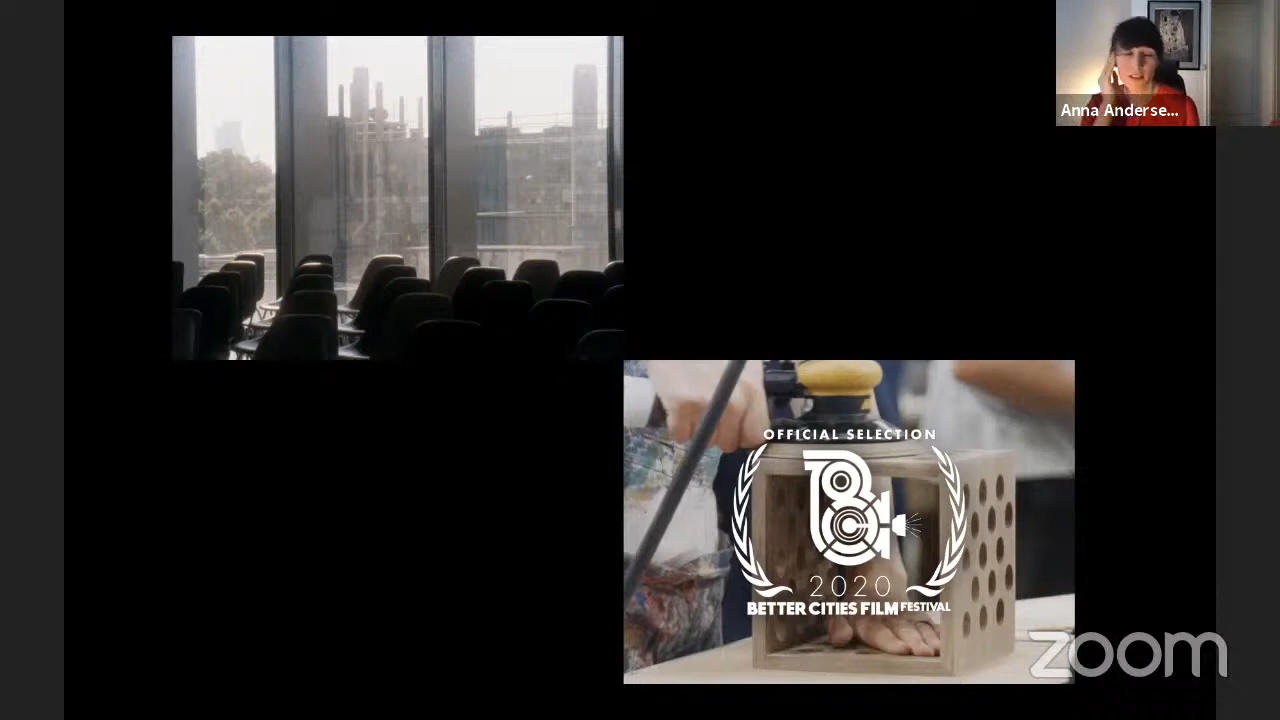 Anna Anderse...
OFFICIAL SELECTION
2020
BETTER CITIES FILM FESTIVAL
zoom